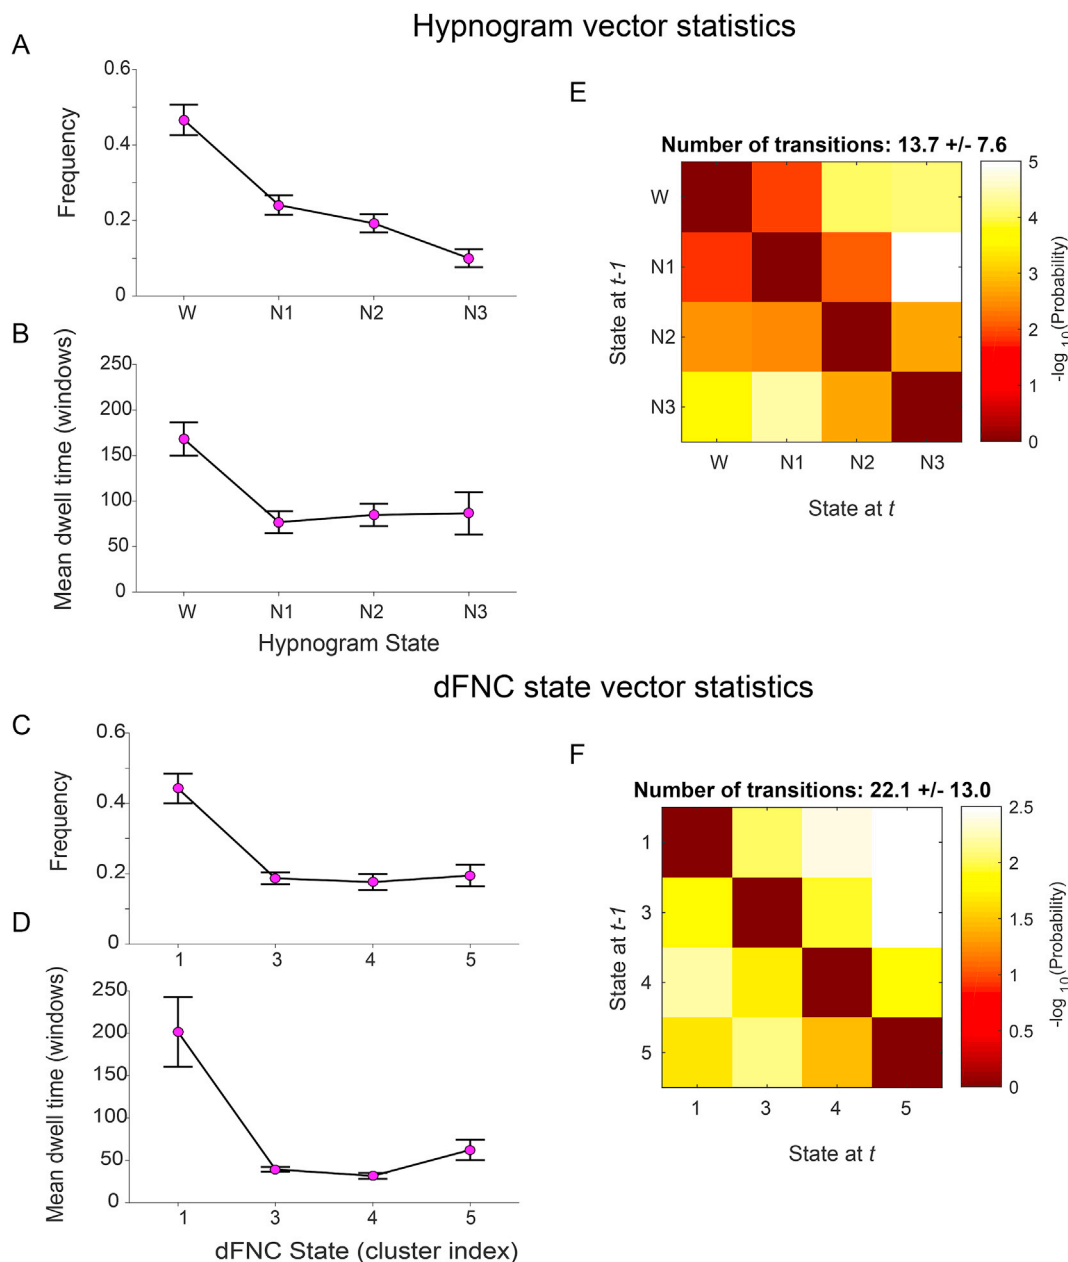 Hypnogram vector statistics
A
Frequency
0.6
0.4
0.2
0
W N1 N2 N3
B
Mean dwell time (windows)
250
200
150
100
50
0
W N1 N2 N3
Hypnogram State
E
Number of transitions: 13.7 +/- 7.6
State at t-1
W
N1
N2
N3
W N1 N2 N3
State at t
5
4
3
2
1
0
-log 10(Probability)
dFNC state vector statistics
C
Frequency
0.6
0.4
0.2
0
1 3 4 5
D
Mean dwell time (windows)
250
200
150
100
50
0
1 3 4 5
dFNC State (cluster index)
F
Number of transitions: 22.1 +/- 13.0
State at t-1
1
3
4
5
1 3 4 5
State at t
2.5
2
1.5
1
0.5
0
-log 10(Probability)